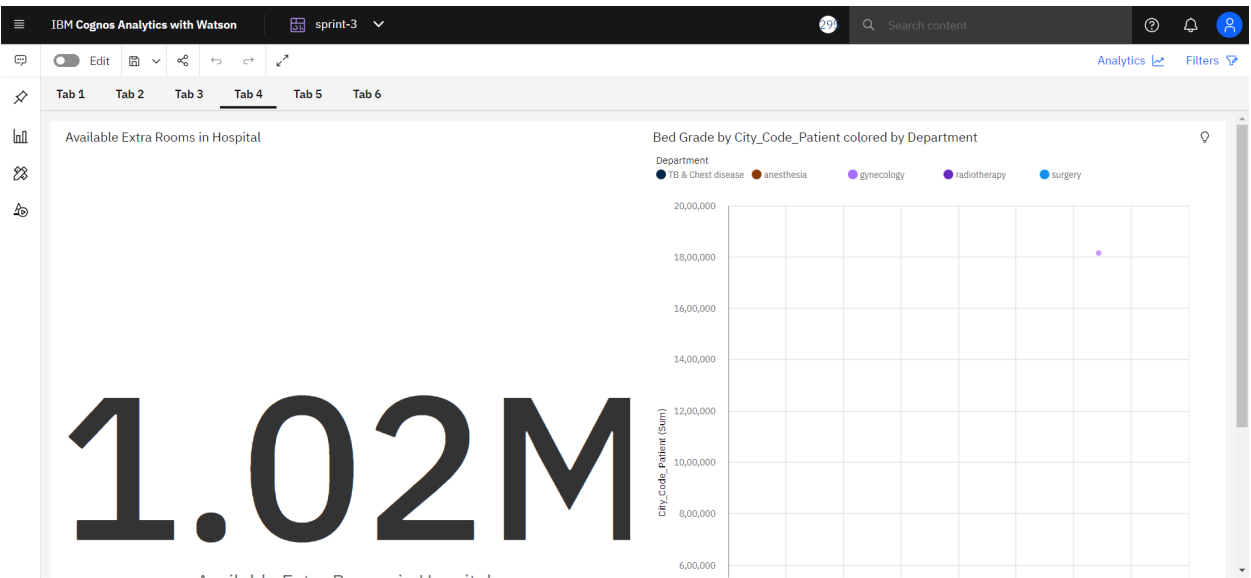 IBM Cognos Analytics with Watson
sprint-3
295
Search content
Edit
Analytics
Filters
Tab 1 Tab 2 Tab 3 Tab 4 Tab 5 Tab 6
Available Extra Rooms in Hospital
1.02M
Bed Grade by City_Code_Patient colored by Department
Department
TB & Chest disease anesthesia gynecology radiotherapy surgery
20,00,000
18,00,000
16,00,000
14,00,000
12,00,000
10,00,000
8,00,000
6,00,000
City_Code_Patient (Sum)